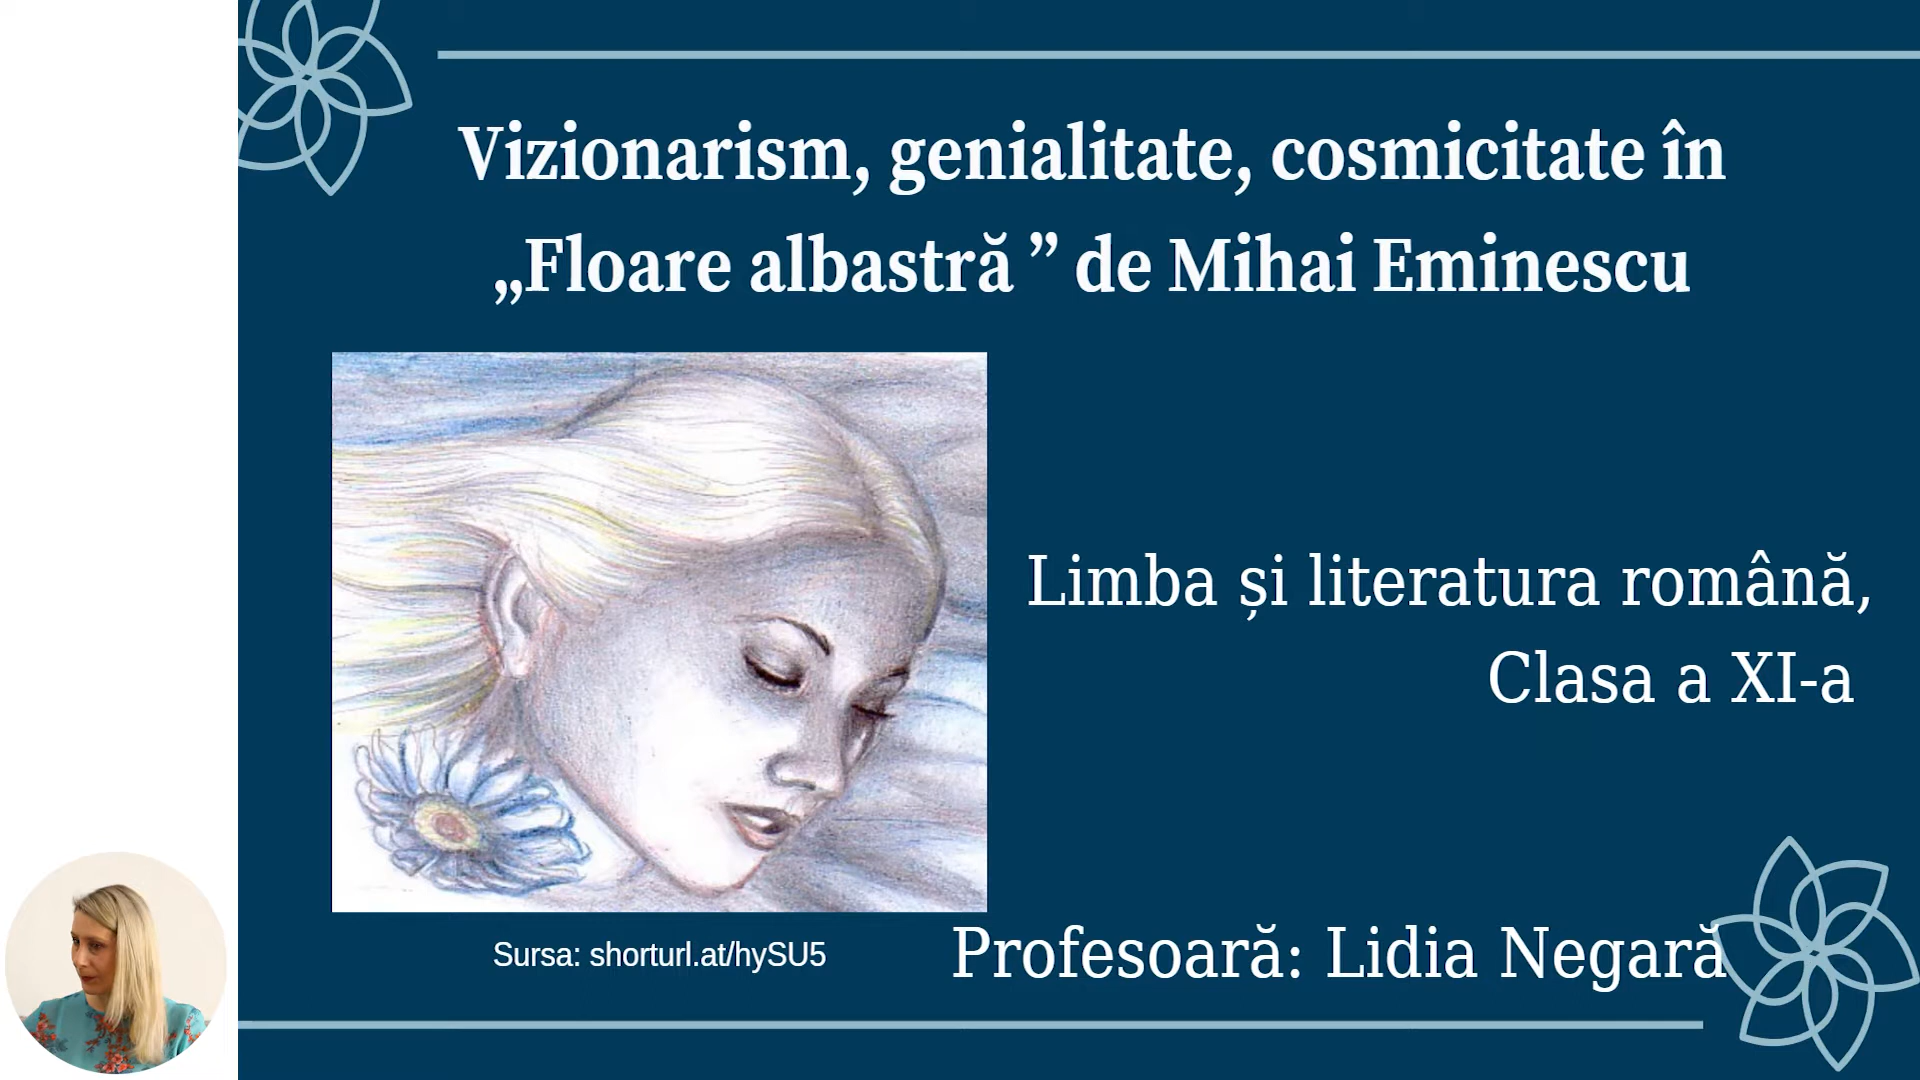 Vizionarism, genialitate, cosmicitate în
„Floare albastră ” de Mihai Eminescu
Limba și literatura română,
Clasa a XI-a
Sursa: shorturl.at/hySU5
Profesoară: Lidia Negară